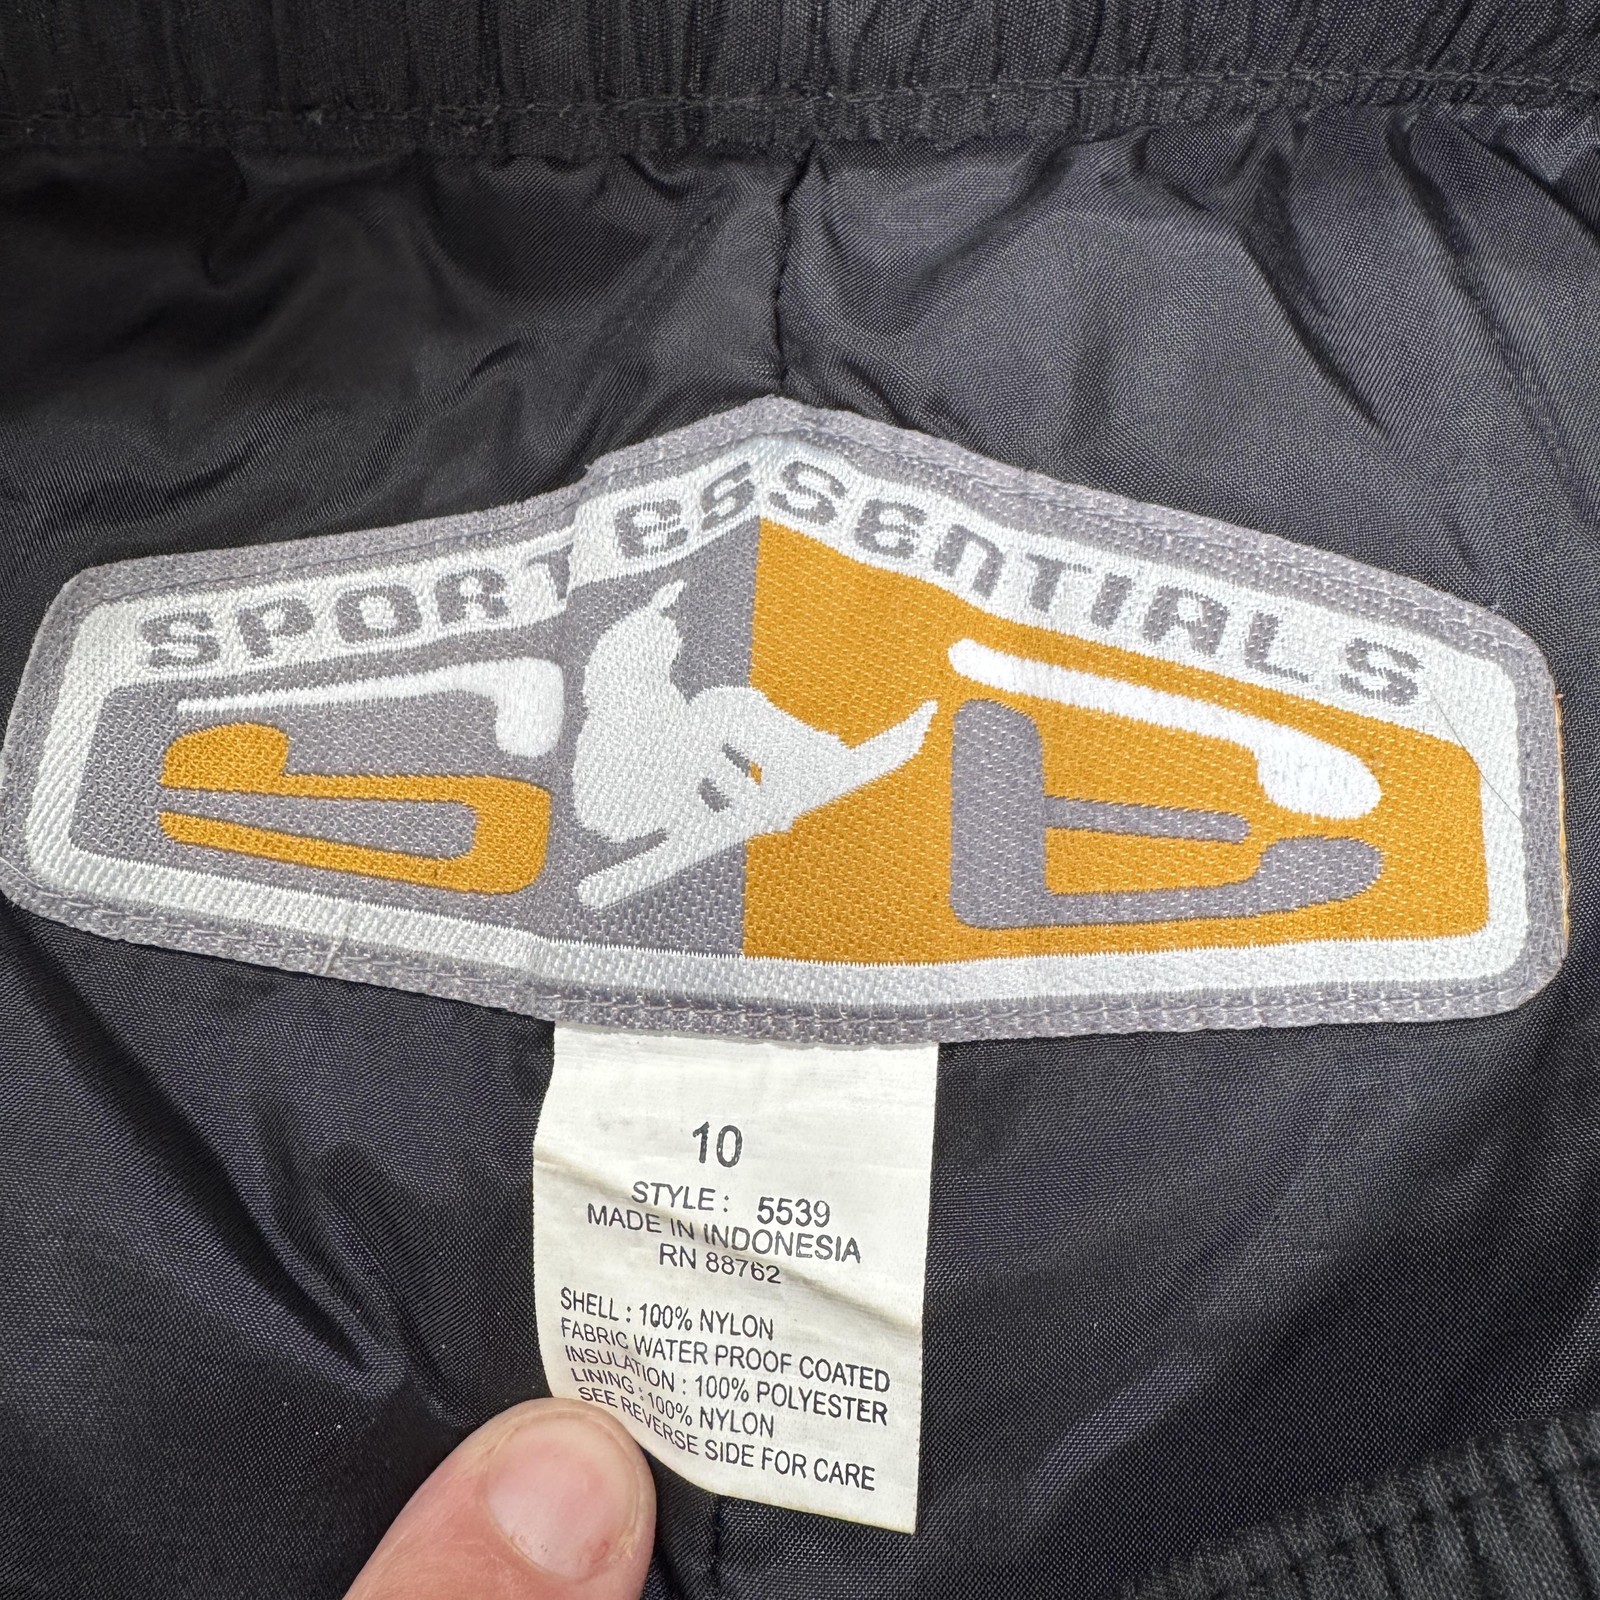 SPORT ESSENTIALS
SE
10
STYLE: 5539
MADE IN INDONESIA
RN 88762
SHELL : 100% NYLON
FABRIC WATER PROOF COATED
INSULATION : 100% POLYESTER
LINING : 100% NYLON
SEE REVERSE SIDE FOR CARE